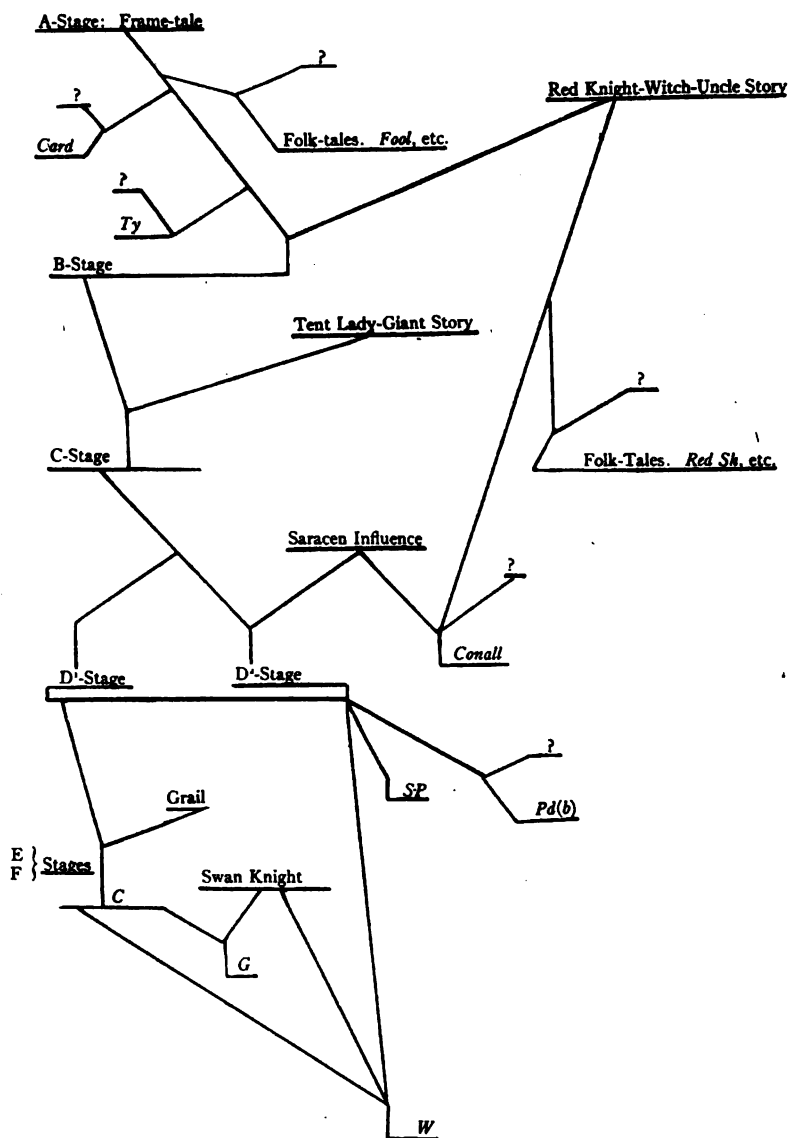 A-Stage: Frame-tale
?
Red Knight-Witch-Uncle Story
?
Card
Folk-tales. Fool, etc.
?
Ty
B-Stage
Tent Lady-Giant Story
?
C-Stage
Folk-Tales. Red Sh, etc.
Saracen Influence
?
Conall
D¹-Stage
D²-Stage
?
SP
Pd(b)
Grail
E
F } Stages
Swan Knight
C
G
W